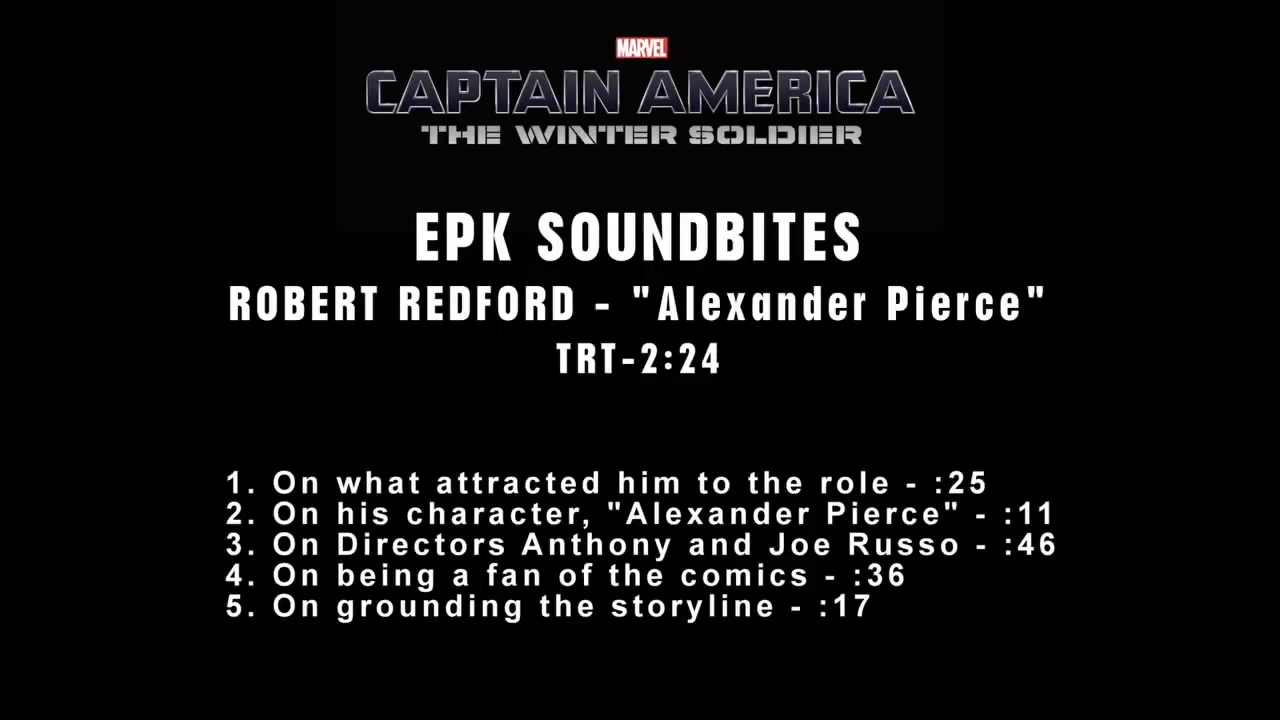 MARVEL
CAPTAIN AMERICA
THE WINTER SOLDIER
EPK SOUNDBITES
ROBERT REDFORD - "Alexander Pierce"
TRT-2:24
1. On what attracted him to the role - :25
2. On his character, "Alexander Pierce" - :11
3. On Directors Anthony and Joe Russo - :46
4. On being a fan of the comics - :36
5. On grounding the storyline - :17